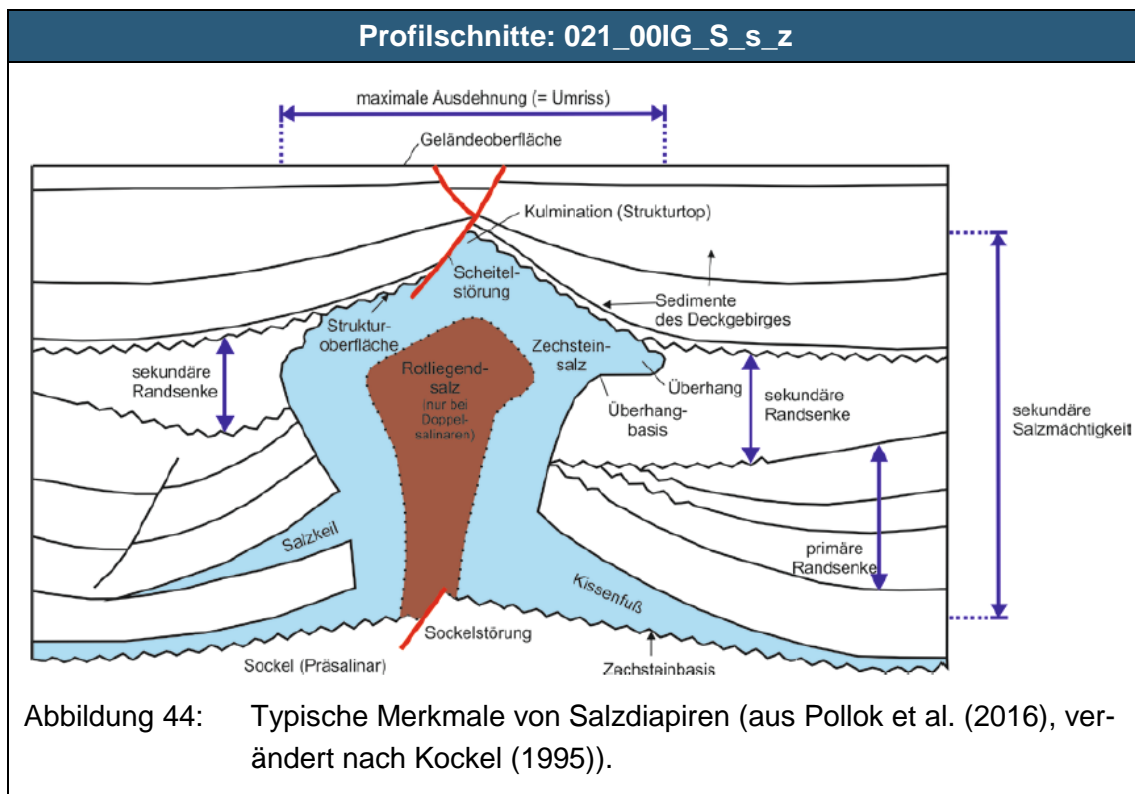 Profilschnitte: 021_00IG_S_s_z
maximale Ausdehnung (= Umriss)
Geländeoberfläche
Kulmination (Strukturtop)
Scheitel-
störung
Sedimente
des Deckgebirges
Struktur-
oberfläche
Zechstein-
salz
sekundäre
Randsenke
Rotliegend-
salz
(nur bei
Doppel-
salinaren)
Überhang
Überhang-
basis
sekundäre
Randsenke
sekundäre
Salzmächtigkeit
Salzkeil
primäre
Randsenke
Kissenfuß
Sockelstörung
Sockel (Präsalinar)
Zechsteinbasis
Abbildung 44: Typische Merkmale von Salzdiapiren (aus Pollok et al. (2016), ver-
ändert nach Kockel (1995)).